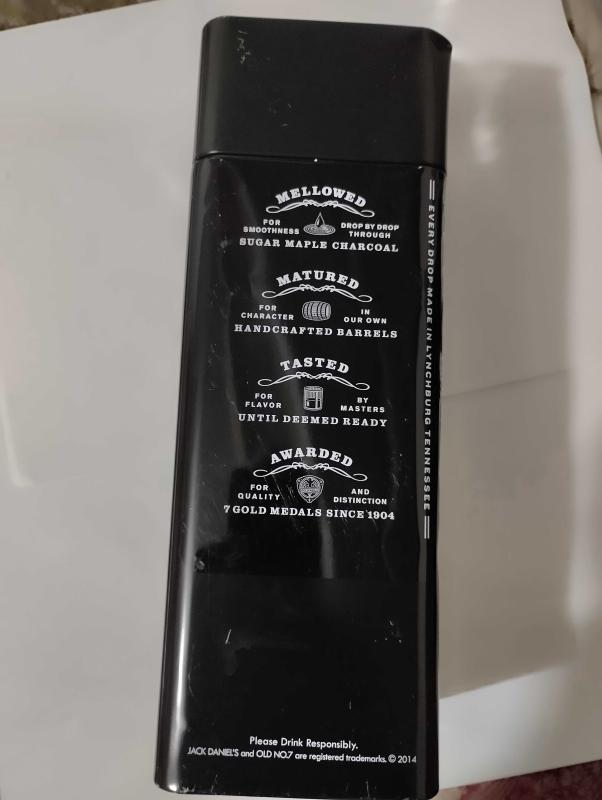 MELLOWED
FOR SMOOTHNESS
DROP BY DROP THROUGH
SUGAR MAPLE CHARCOAL
MATURED
FOR CHARACTER
IN OUR OWN
HANDCRAFTED BARRELS
TASTED
FOR FLAVOR
BY MASTERS
UNTIL DEEMED READY
AWARDED
FOR QUALITY
AND DISTINCTION
7 GOLD MEDALS SINCE 1904
EVERY DROP MADE IN LYNCHBURG TENNESSEE
Please Drink Responsibly.
JACK DANIEL'S and OLD NO.7 are registered trademarks. © 2014